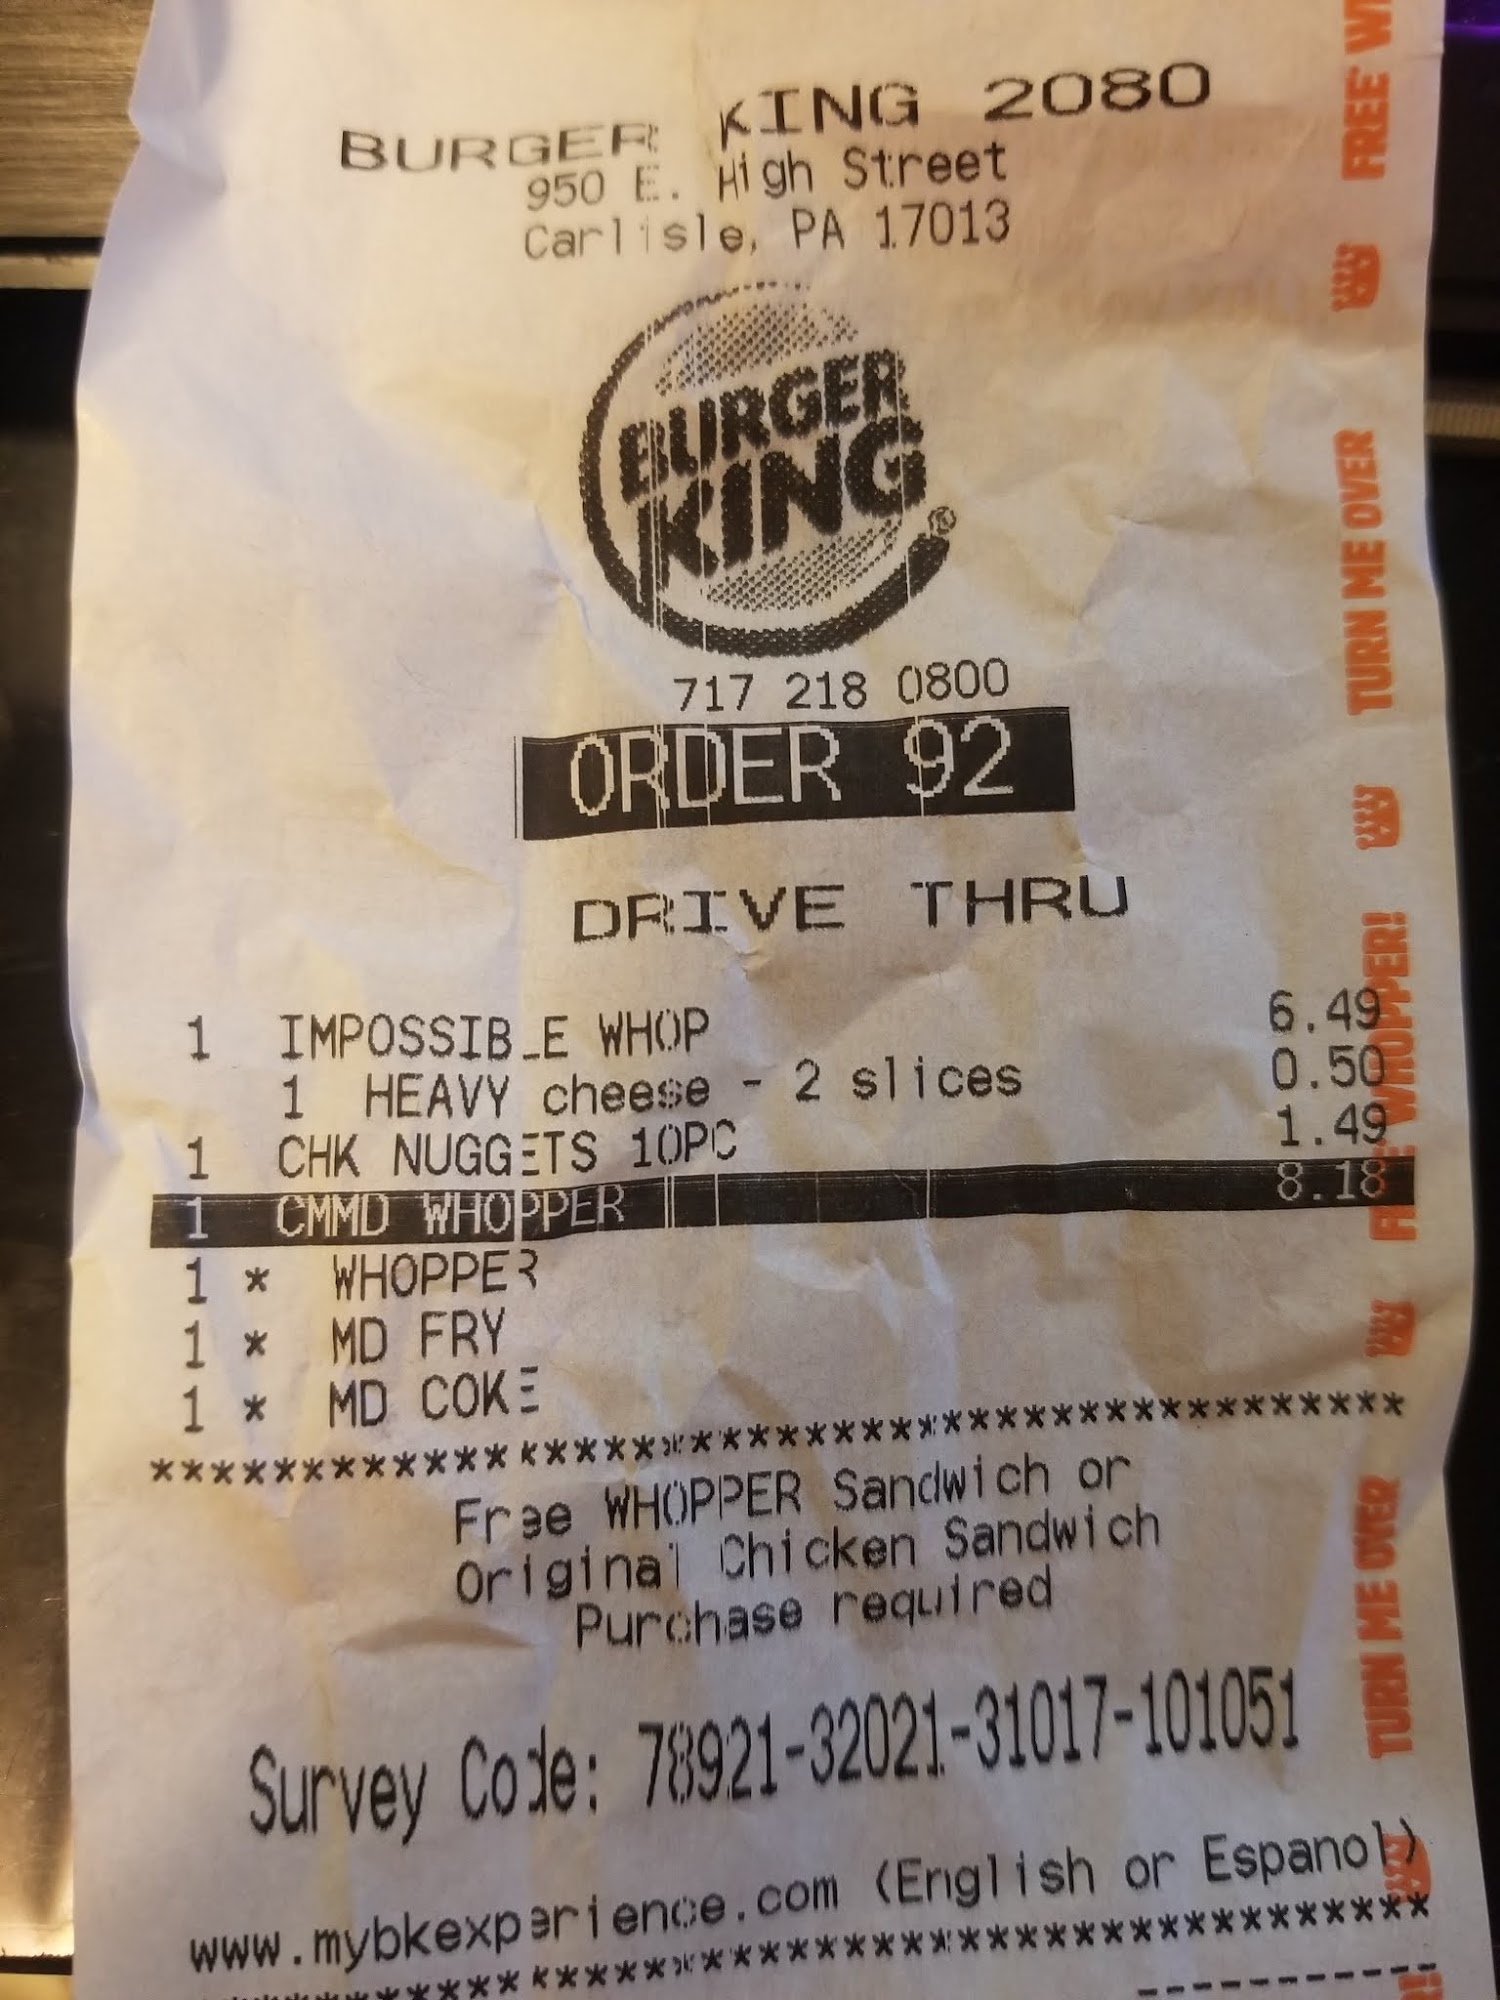 BURGER KING 2080
950 E. High Street
Carlisle, PA 17013
BURGER
KING
®
717 218 0800
ORDER 92
DRIVE THRU
1 IMPOSSIBLE WHOP 6.49
1 HEAVY cheese - 2 slices 0.50
1 CHK NUGGETS 10PC 1.49
1 CMMD WHOPPER 8.18
1 * WHOPPER
1 * MD FRY
1 * MD COKE
****************************************
Free WHOPPER Sandwich or
Original Chicken Sandwich
Purchase required
Survey Code: 78921-32021-31017-101051
www.mybkexperience.com (English or Espanol)
****************************************
-----------
FREE
TURN ME OVER
FREE WHOPPER!
TURN ME OVER